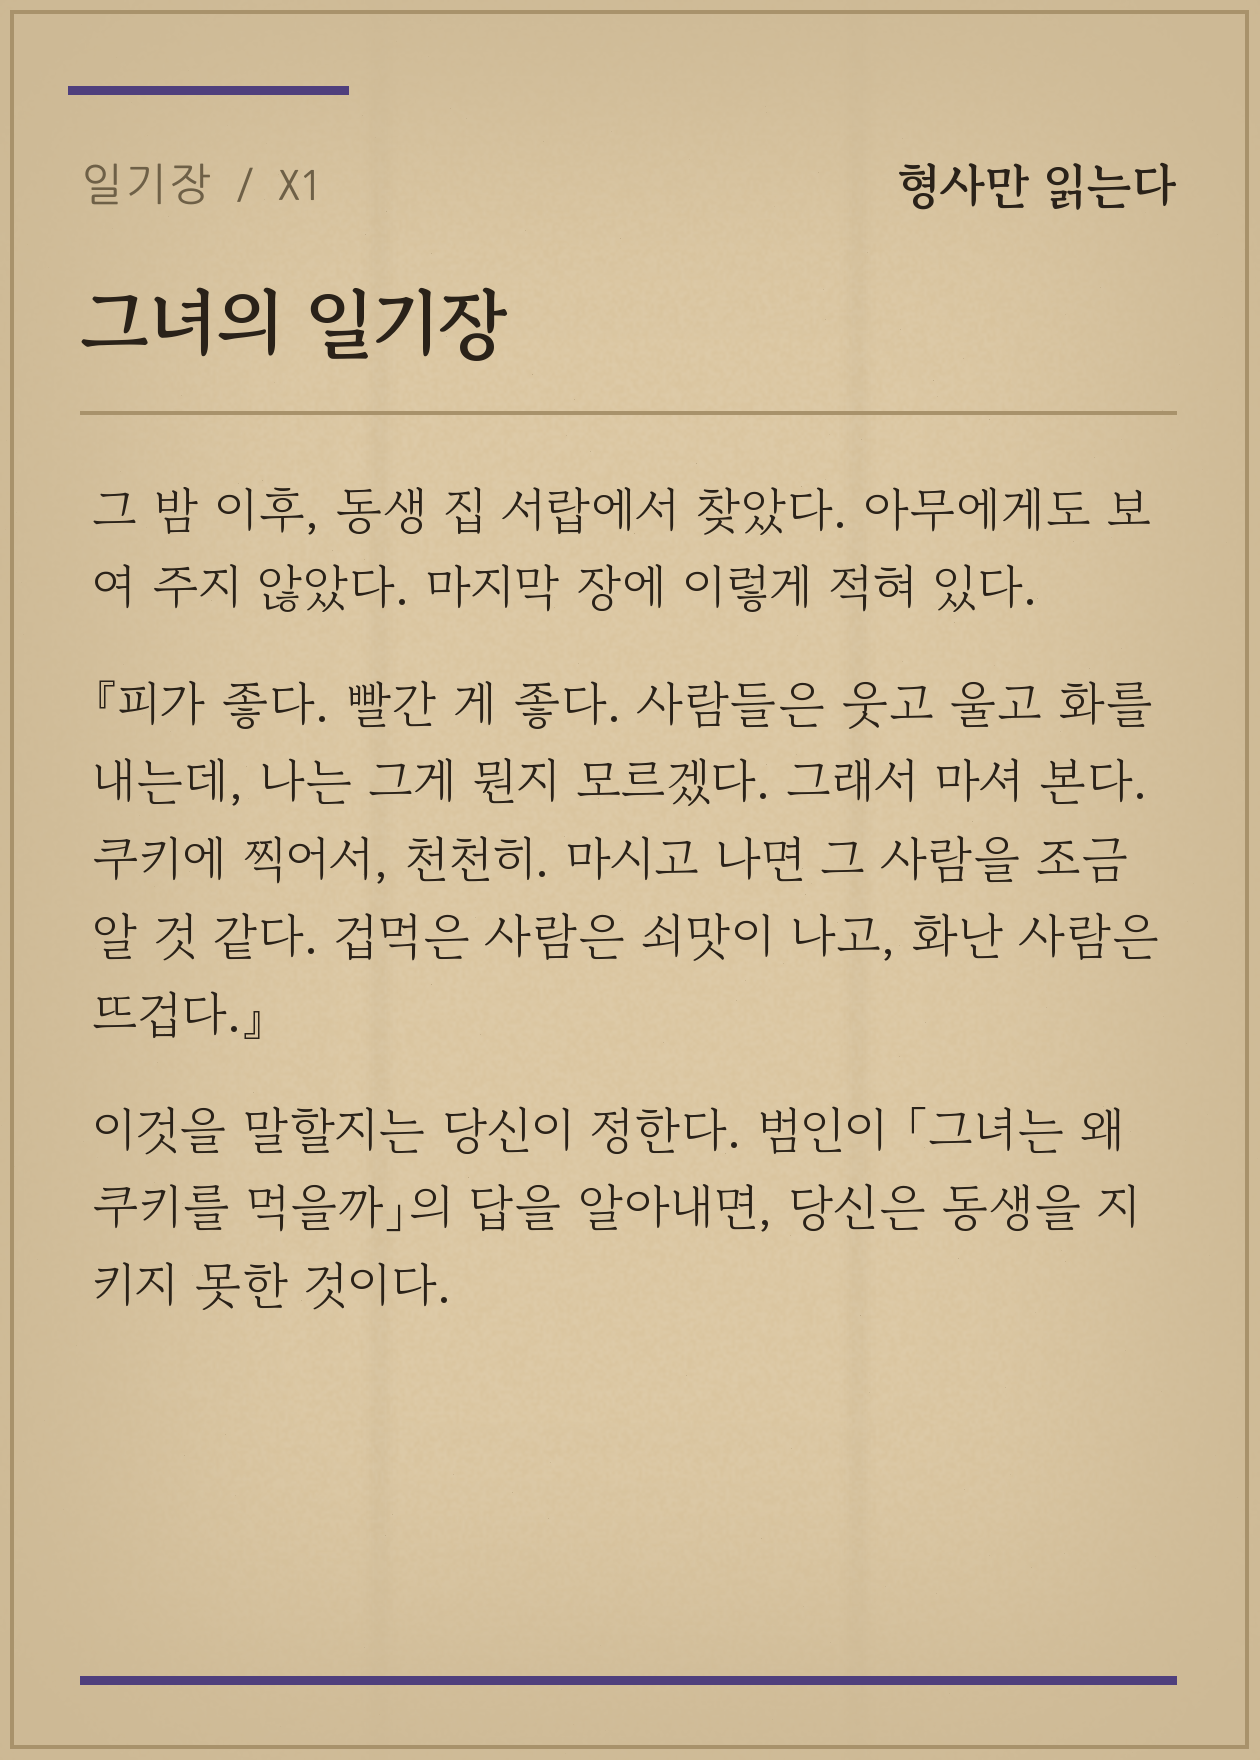 일기장 / X1
형사만 읽는다
그녀의 일기장
그 밤 이후, 동생 집 서랍에서 찾았다. 아무에게도 보
여 주지 않았다. 마지막 장에 이렇게 적혀 있다.
『피가 좋다. 빨간 게 좋다. 사람들은 웃고 울고 화를
내는데, 나는 그게 뭔지 모르겠다. 그래서 마셔 본다.
쿠키에 찍어서, 천천히. 마시고 나면 그 사람을 조금
알 것 같다. 겁먹은 사람은 쇠맛이 나고, 화난 사람은
뜨겁다.』
이것을 말할지는 당신이 정한다. 범인이 「그녀는 왜
쿠키를 먹을까」의 답을 알아내면, 당신은 동생을 지
키지 못한 것이다.